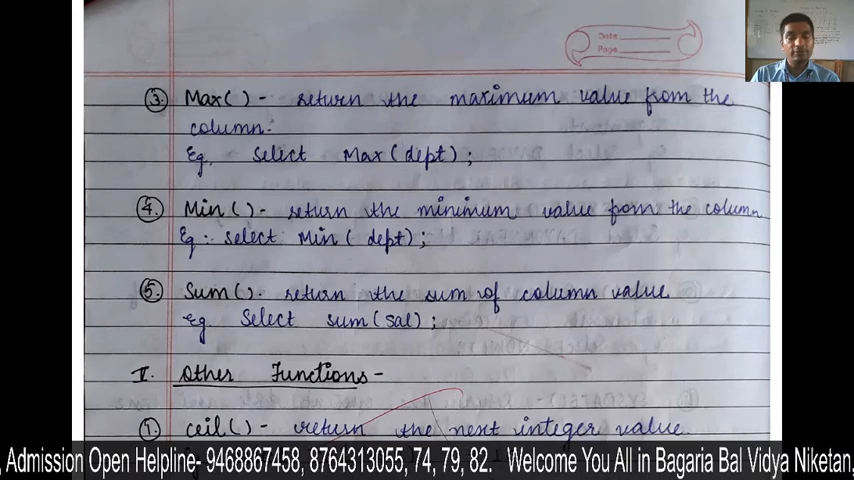 Date
Page
③ Max( ) - return the maximum value from the
column.
Eg. Select Max(dept);
④. Min( ) - return the minimum value from the column
Eg :- select Min( dept);
⑤. Sum( ). return the sum of column value
eg. Select sum(sal);
V. Other Functions -
①. ceil( ) - return the next integer value
, Admission Open Helpline- 9468867458, 8764313055, 74, 79, 82. Welcome You All in Bagaria Bal Vidya Niketan,